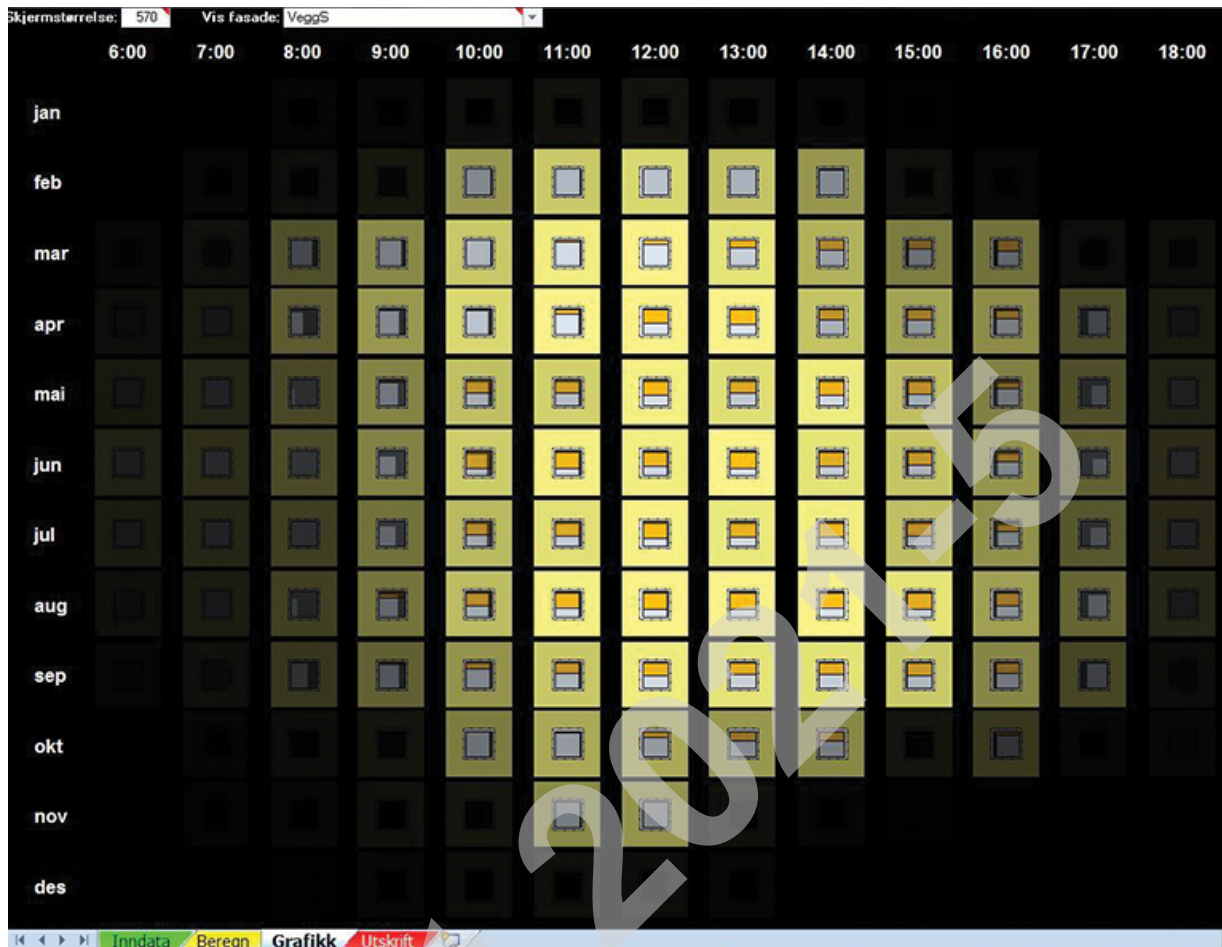 Skjermstørrelse: 570 Vis fasade: VeggS
6:00 7:00 8:00 9:00 10:00 11:00 12:00 13:00 14:00 15:00 16:00 17:00 18:00
jan
feb
mar
apr
mai
jun
jul
aug
sep
okt
nov
des
2021-5
Inndata Beregn Grafikk Utskrift